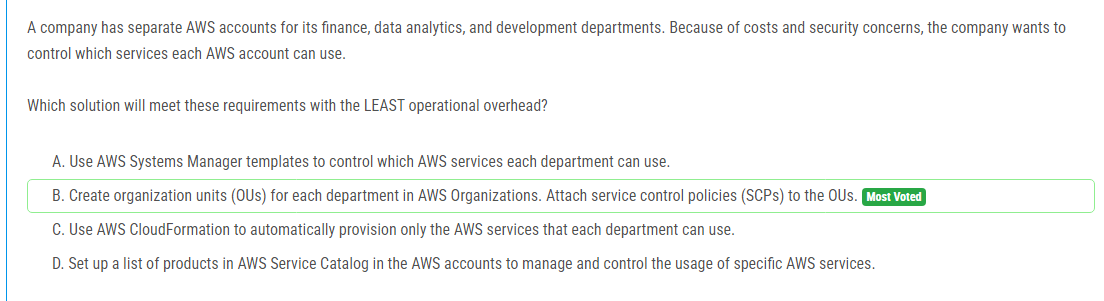 A company has separate AWS accounts for its finance, data analytics, and development departments. Because of costs and security concerns, the company wants to
control which services each AWS account can use.
Which solution will meet these requirements with the LEAST operational overhead?
A. Use AWS Systems Manager templates to control which AWS services each department can use.
B. Create organization units (OUs) for each department in AWS Organizations. Attach service control policies (SCPs) to the OUs. Most Voted
C. Use AWS CloudFormation to automatically provision only the AWS services that each department can use.
D. Set up a list of products in AWS Service Catalog in the AWS accounts to manage and control the usage of specific AWS services.